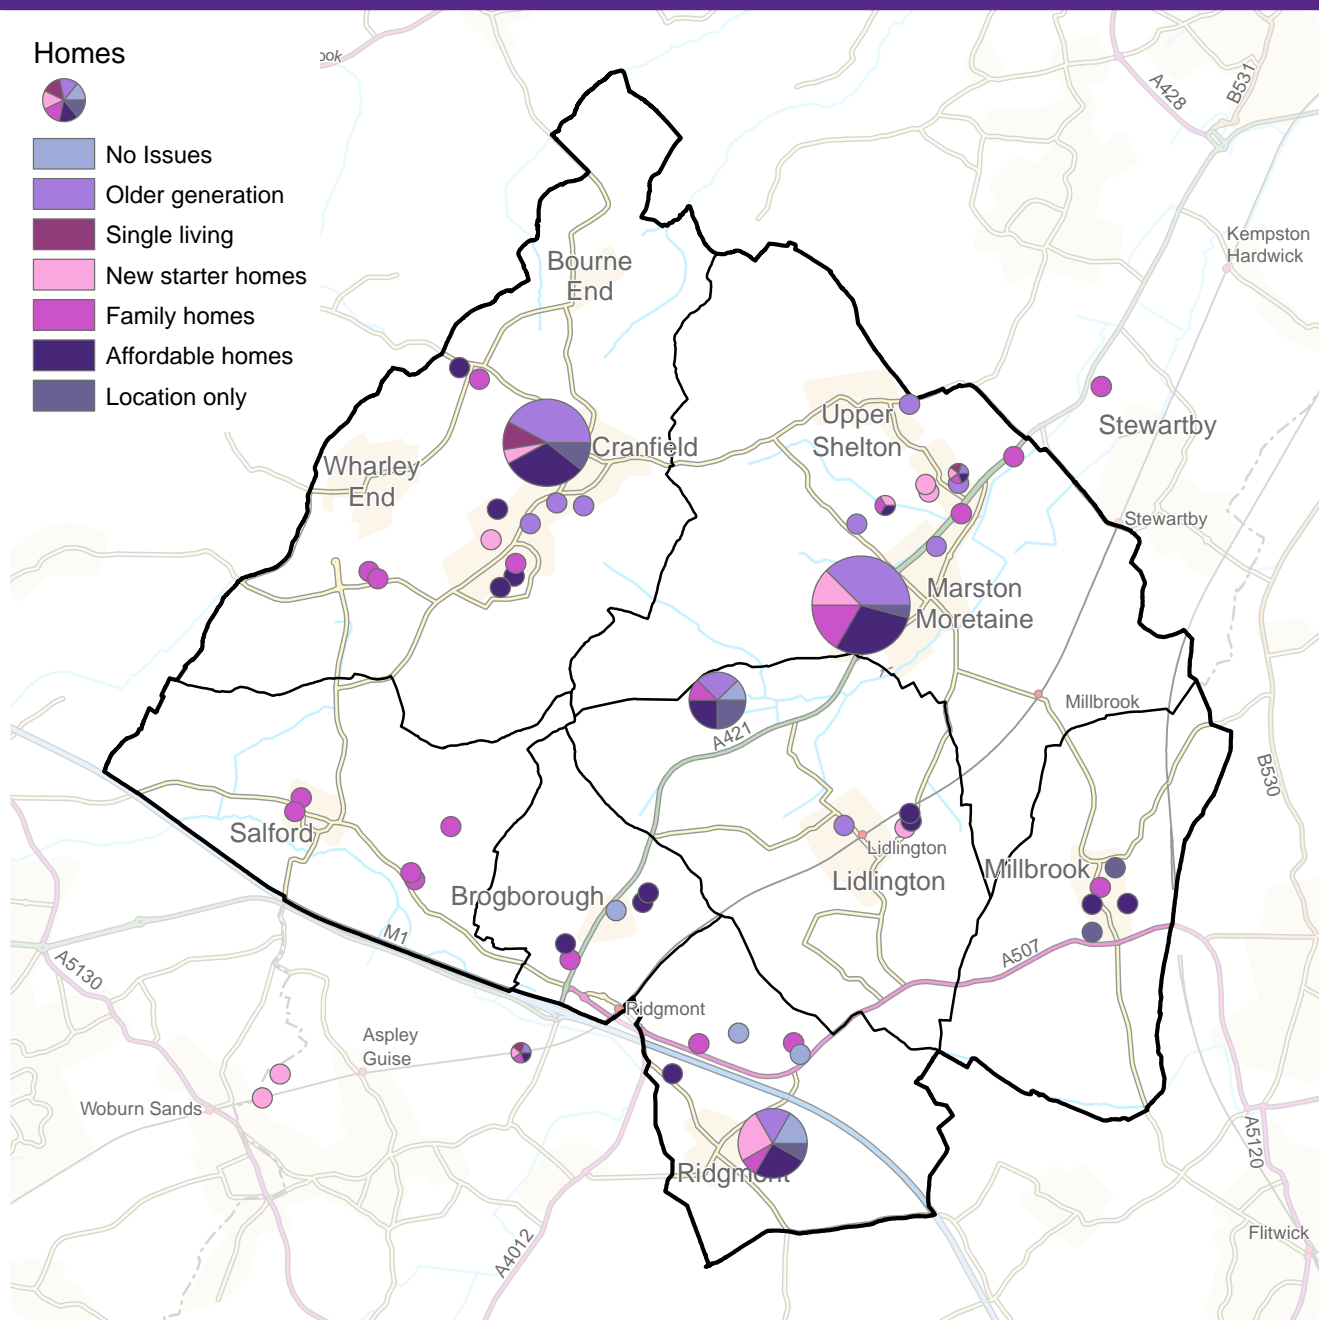 Homes
No Issues
Older generation
Single living
New starter homes
Family homes
Affordable homes
Location only
ook
A428
B531
Kempston
Hardwick
Bourne
End
Upper
Shelton
Stewartby
Cranfield
Wharley
End
Stewartby
Marston
Moretaine
Millbrook
A421
B530
Salford
Lidlington
Lidlington
Millbrook
Brogborough
M1
A507
A5130
Ridgmont
Aspley
Guise
Woburn Sands
A5120
Ridgmont
A4012
Flitwick